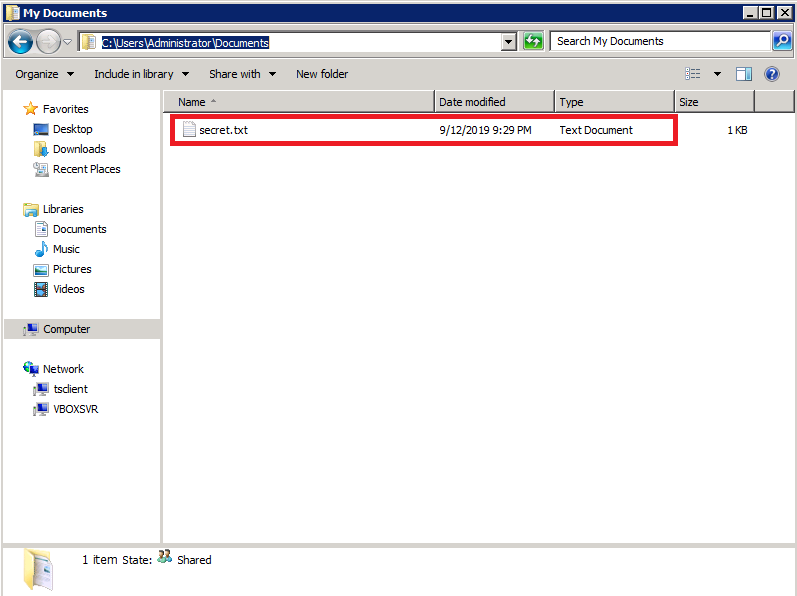 My Documents
C:\Users\Administrator\Documents Search My Documents
Organize Include in library Share with New folder
Name Date modified Type Size
secret.txt 9/12/2019 9:29 PM Text Document 1 KB
Favorites
Desktop
Downloads
Recent Places
Libraries
Documents
Music
Pictures
Videos
Computer
Network
tsclient
VBOXSVR
1 item State: Shared